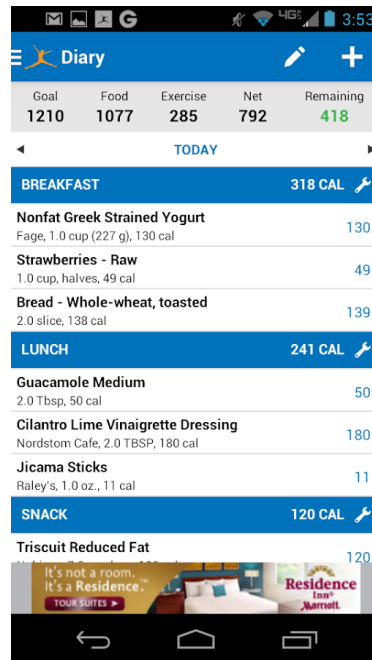 4G 3:53
Diary
Goal Food Exercise Net Remaining
1210 1077 285 792 418
TODAY
BREAKFAST 318 CAL
Nonfat Greek Strained Yogurt
Fage, 1.0 cup (227 g), 130 cal
130
Strawberries - Raw
1.0 cup, halves, 49 cal
49
Bread - Whole-wheat, toasted
2.0 slice, 138 cal
139
LUNCH 241 CAL
Guacamole Medium
2.0 Tbsp, 50 cal
50
Cilantro Lime Vinaigrette Dressing
Nordstom Cafe, 2.0 TBSP, 180 cal
180
Jicama Sticks
Raley's, 1.0 oz., 11 cal
11
SNACK 120 CAL
Triscuit Reduced Fat
120
It's not a room.
It's a Residence.
TOUR SUITES
Residence
Inn
Marriott